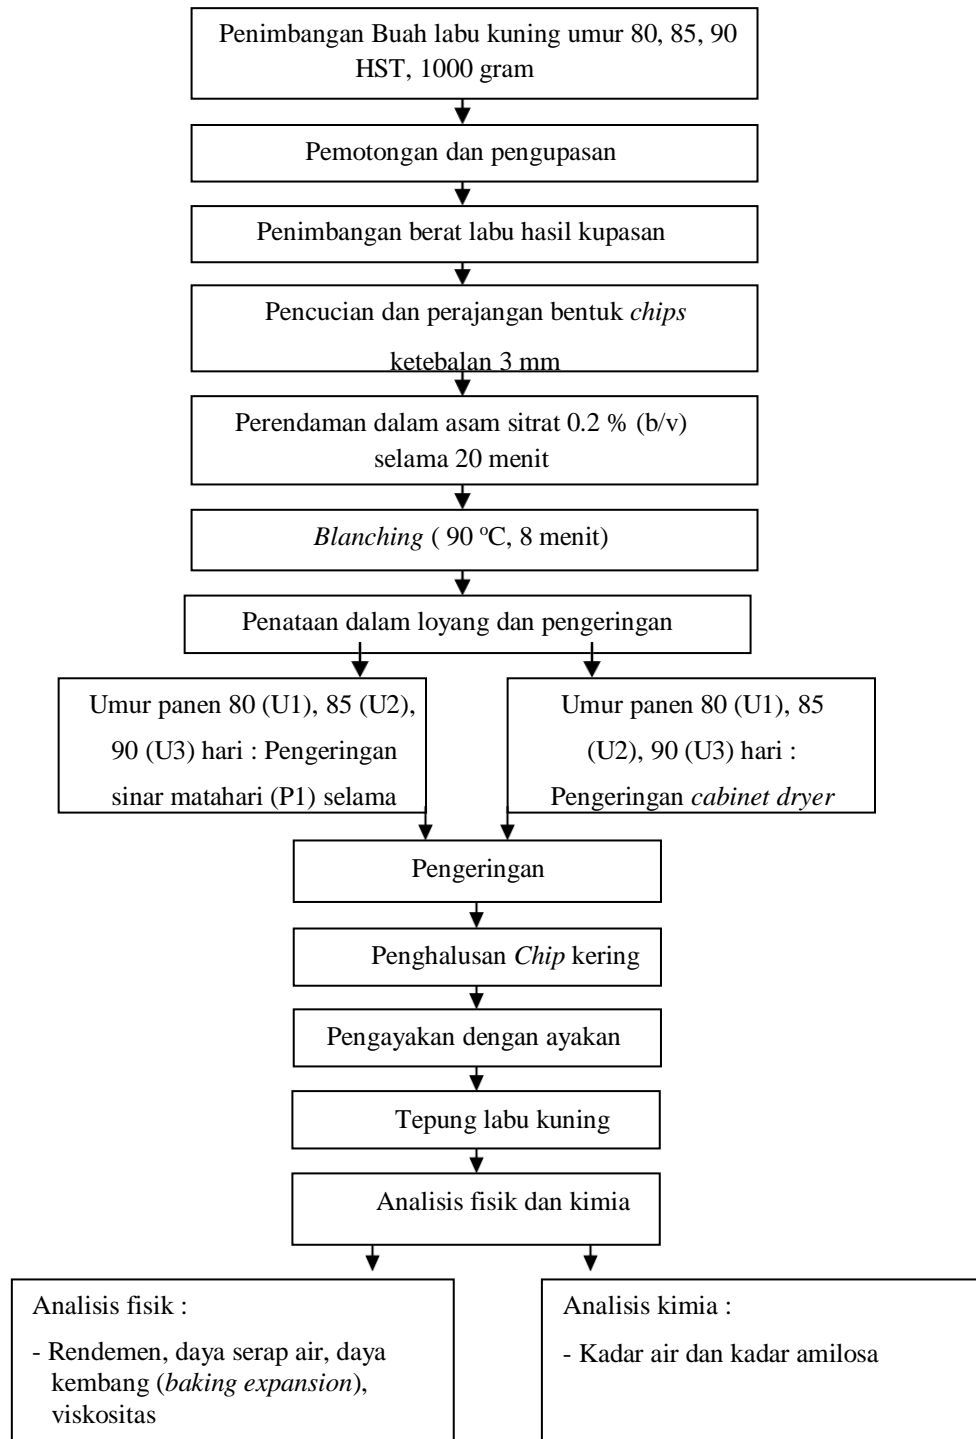 Penimbangan Buah labu kuning umur 80, 85, 90
HST, 1000 gram
Pemotongan dan pengupasan
Penimbangan berat labu hasil kupasan
Pencucian dan perajangan bentuk chips
ketebalan 3 mm
Perendaman dalam asam sitrat 0.2 % (b/v)
selama 20 menit
Blanching ( 90 ºC, 8 menit)
Penataan dalam loyang dan pengeringan
Umur panen 80 (U1), 85 (U2),
90 (U3) hari : Pengeringan
sinar matahari (P1) selama
Umur panen 80 (U1), 85
(U2), 90 (U3) hari :
Pengeringan cabinet dryer
Pengeringan
Penghalusan Chip kering
Pengayakan dengan ayakan
Tepung labu kuning
Analisis fisik dan kimia
Analisis fisik :
- Rendemen, daya serap air, daya
kembang (baking expansion),
viskositas
Analisis kimia :
- Kadar air dan kadar amilosa